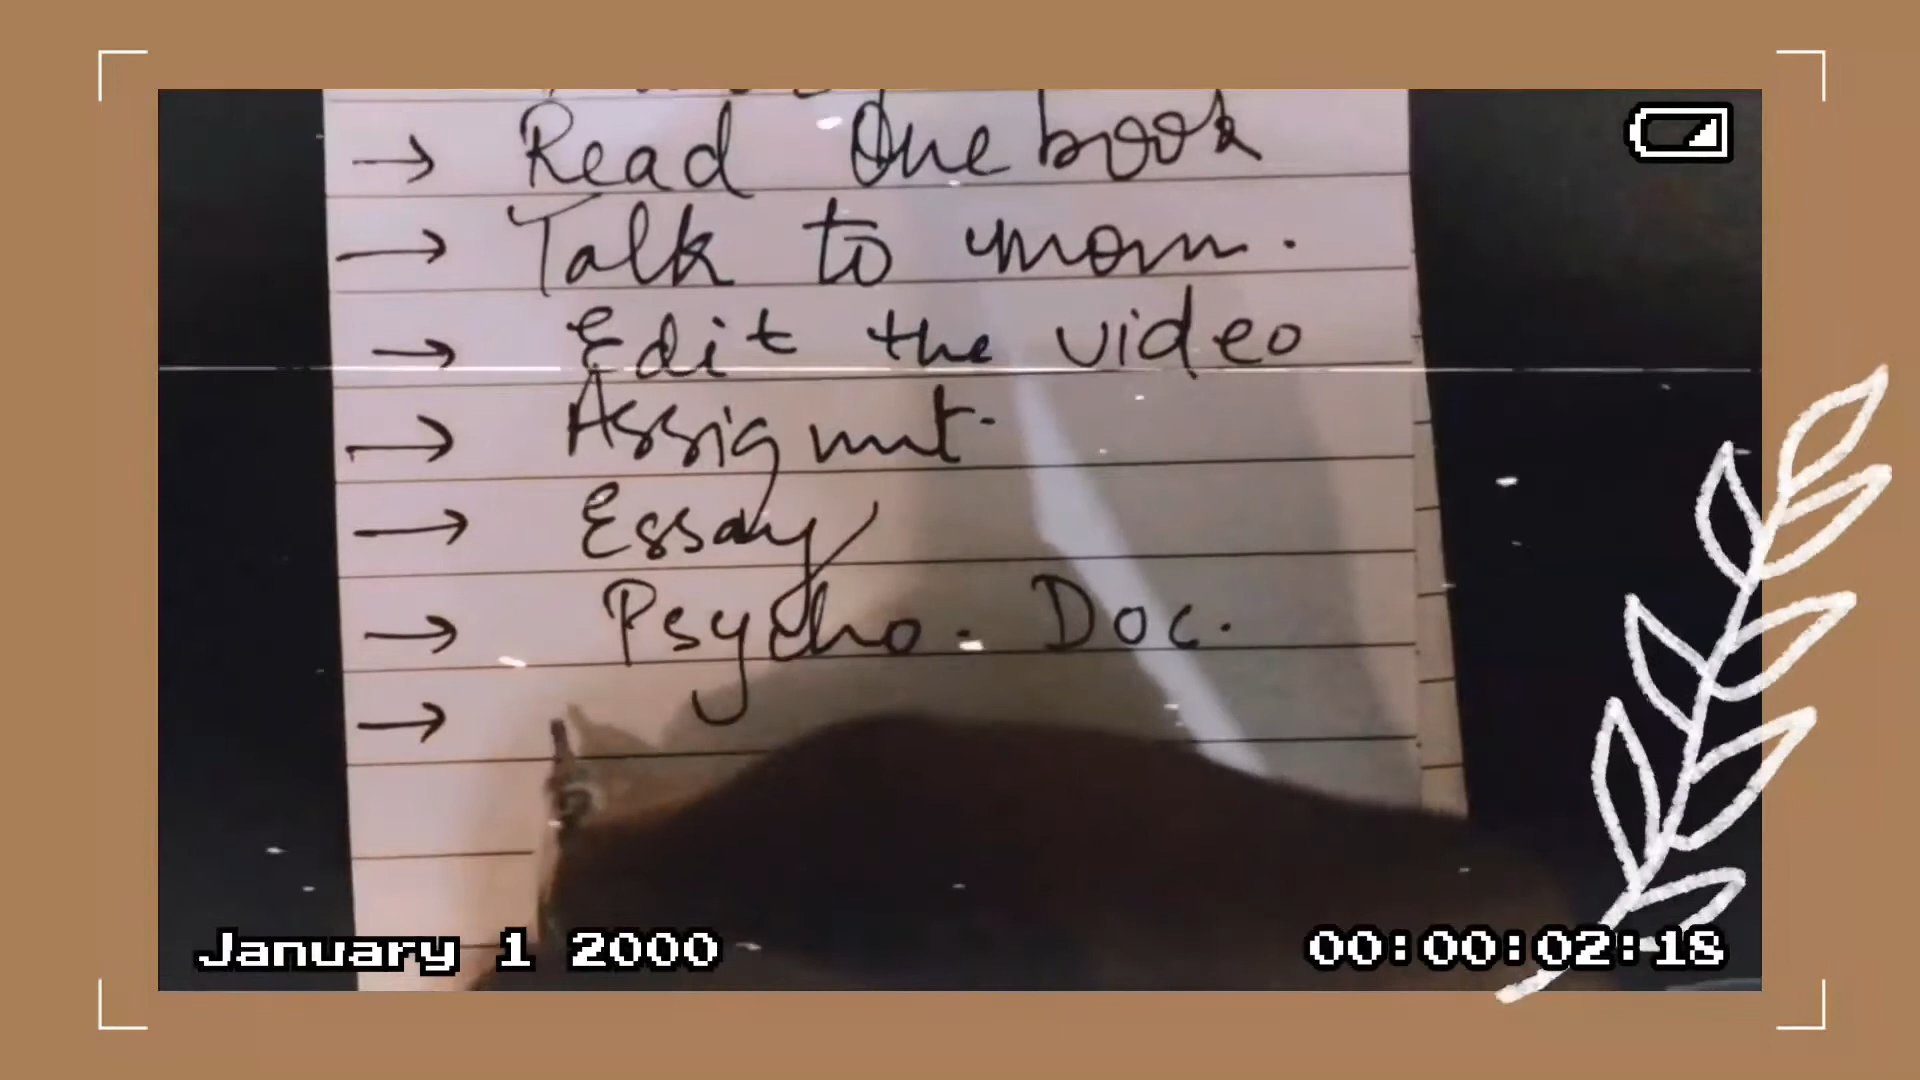 → Read One book
→ Talk to mom.
→ Edit the video
→ Assigmnt.
→ Essay
→ Psycho. Doc.
→
January 1 2000
00:00:02:18